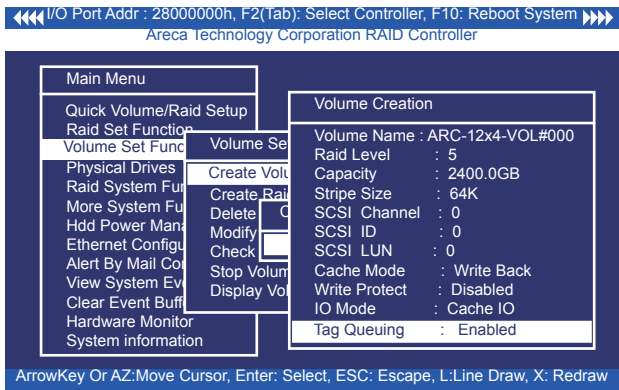 I/O Port Addr : 28000000h, F2(Tab): Select Controller, F10: Reboot System
Areca Technology Corporation RAID Controller
Main Menu
Quick Volume/Raid Setup
Raid Set Function
Volume Set Func
Physical Drives
Raid System Fun
More System Fu
Hdd Power Mana
Ethernet Configu
Alert By Mail Con
View System Eve
Clear Event Buff
Hardware Monitor
System information
Volume Se
Create Volu
Create Rai
Delete
Modify
Check
Stop Volum
Display Vol
C
Volume Creation
Volume Name : ARC-12x4-VOL#000
Raid Level : 5
Capacity : 2400.0GB
Stripe Size : 64K
SCSI Channel : 0
SCSI ID : 0
SCSI LUN : 0
Cache Mode : Write Back
Write Protect : Disabled
IO Mode : Cache IO
Tag Queuing : Enabled
ArrowKey Or AZ:Move Cursor, Enter: Select, ESC: Escape, L:Line Draw, X: Redraw